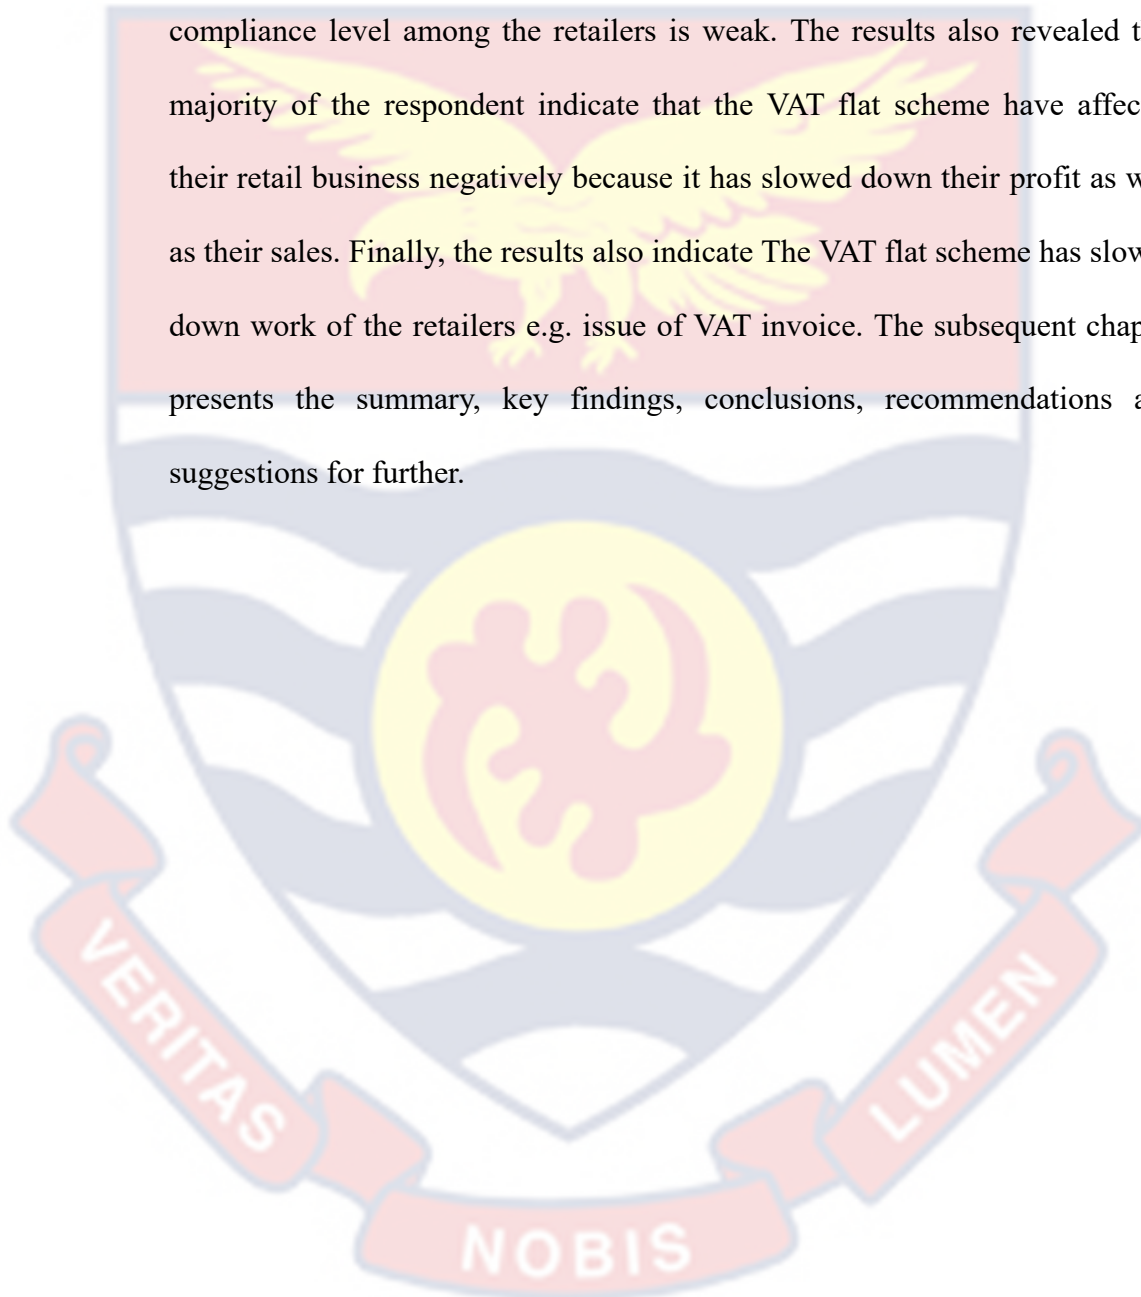 compliance level among the retailers is weak. The results also revealed t
majority of the respondent indicate that the VAT flat scheme have affec
their retail business negatively because it has slowed down their profit as w
as their sales. Finally, the results also indicate The VAT flat scheme has slow
down work of the retailers e.g. issue of VAT invoice. The subsequent chap
presents the summary, key findings, conclusions, recommendations a
suggestions for further.
VERITAS
NOBIS
LUMEN